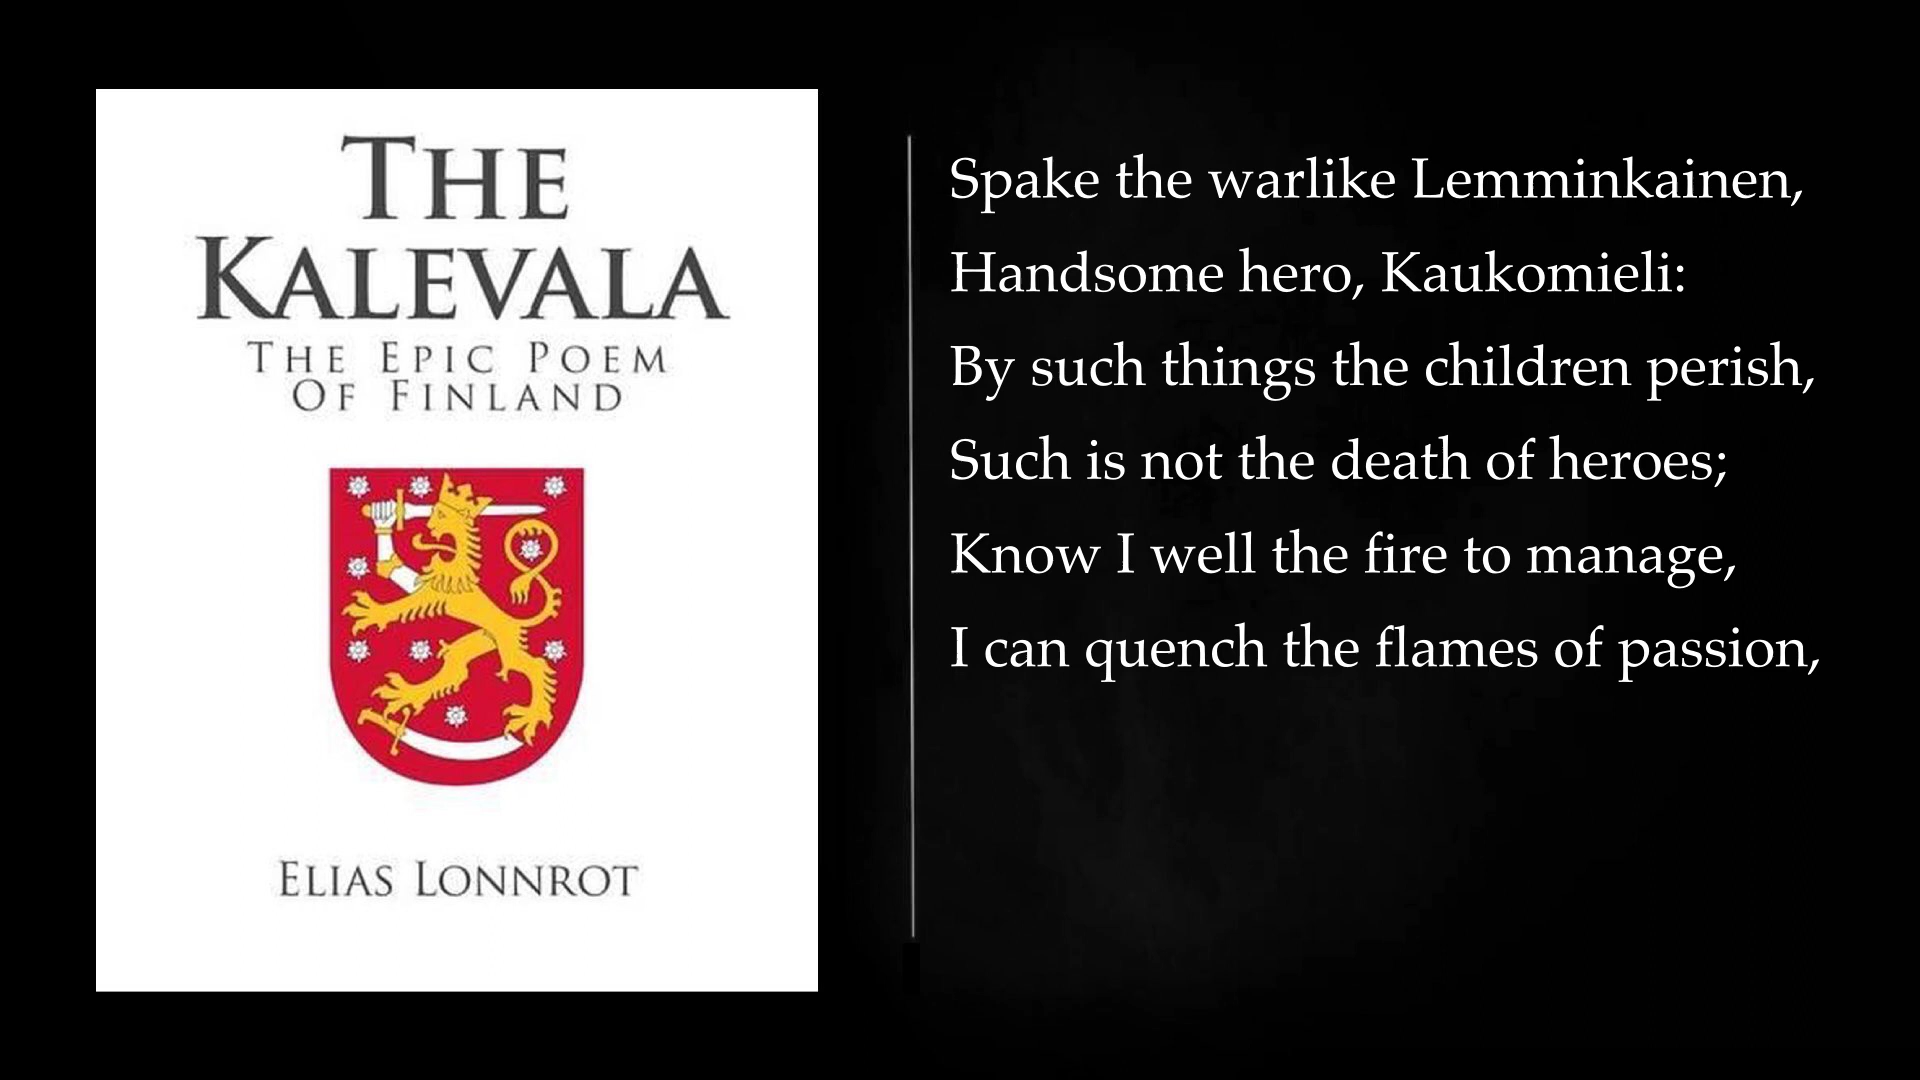 THE
KALEVALA
THE EPIC POEM
OF FINLAND
ELIAS LONNROT
Spake the warlike Lemminkainen,
Handsome hero, Kaukomieli:
By such things the children perish,
Such is not the death of heroes;
Know I well the fire to manage,
I can quench the flames of passion,